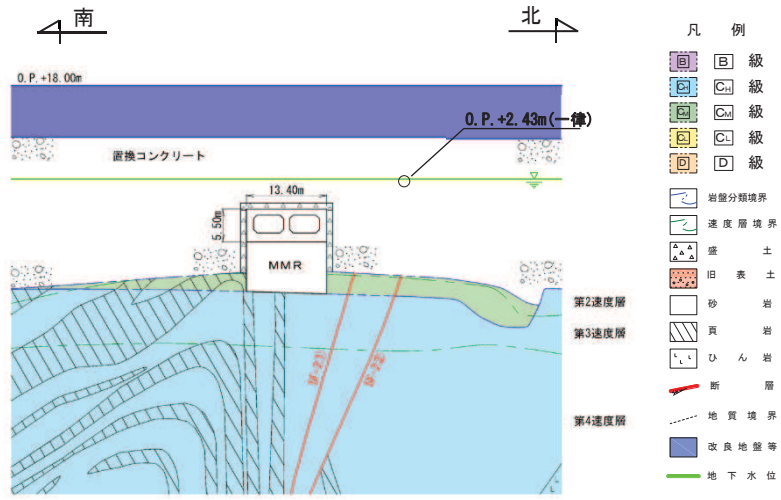 南
北
O.P.+18.00m
O.P.+2.43m(一律)
置換コンクリート
13.40m
5.50m
MMR
第2速度層
第3速度層
第4速度層
凡 例
B B 級
CH CH 級
CM CM 級
CL CL 級
D D 級
岩盤分類境界
速度層境界
盛 土
旧 表 土
砂 岩
頁 岩
ひ ん 岩
断 層
地 質 境 界
改 良 地 盤 等
地 下 水 位